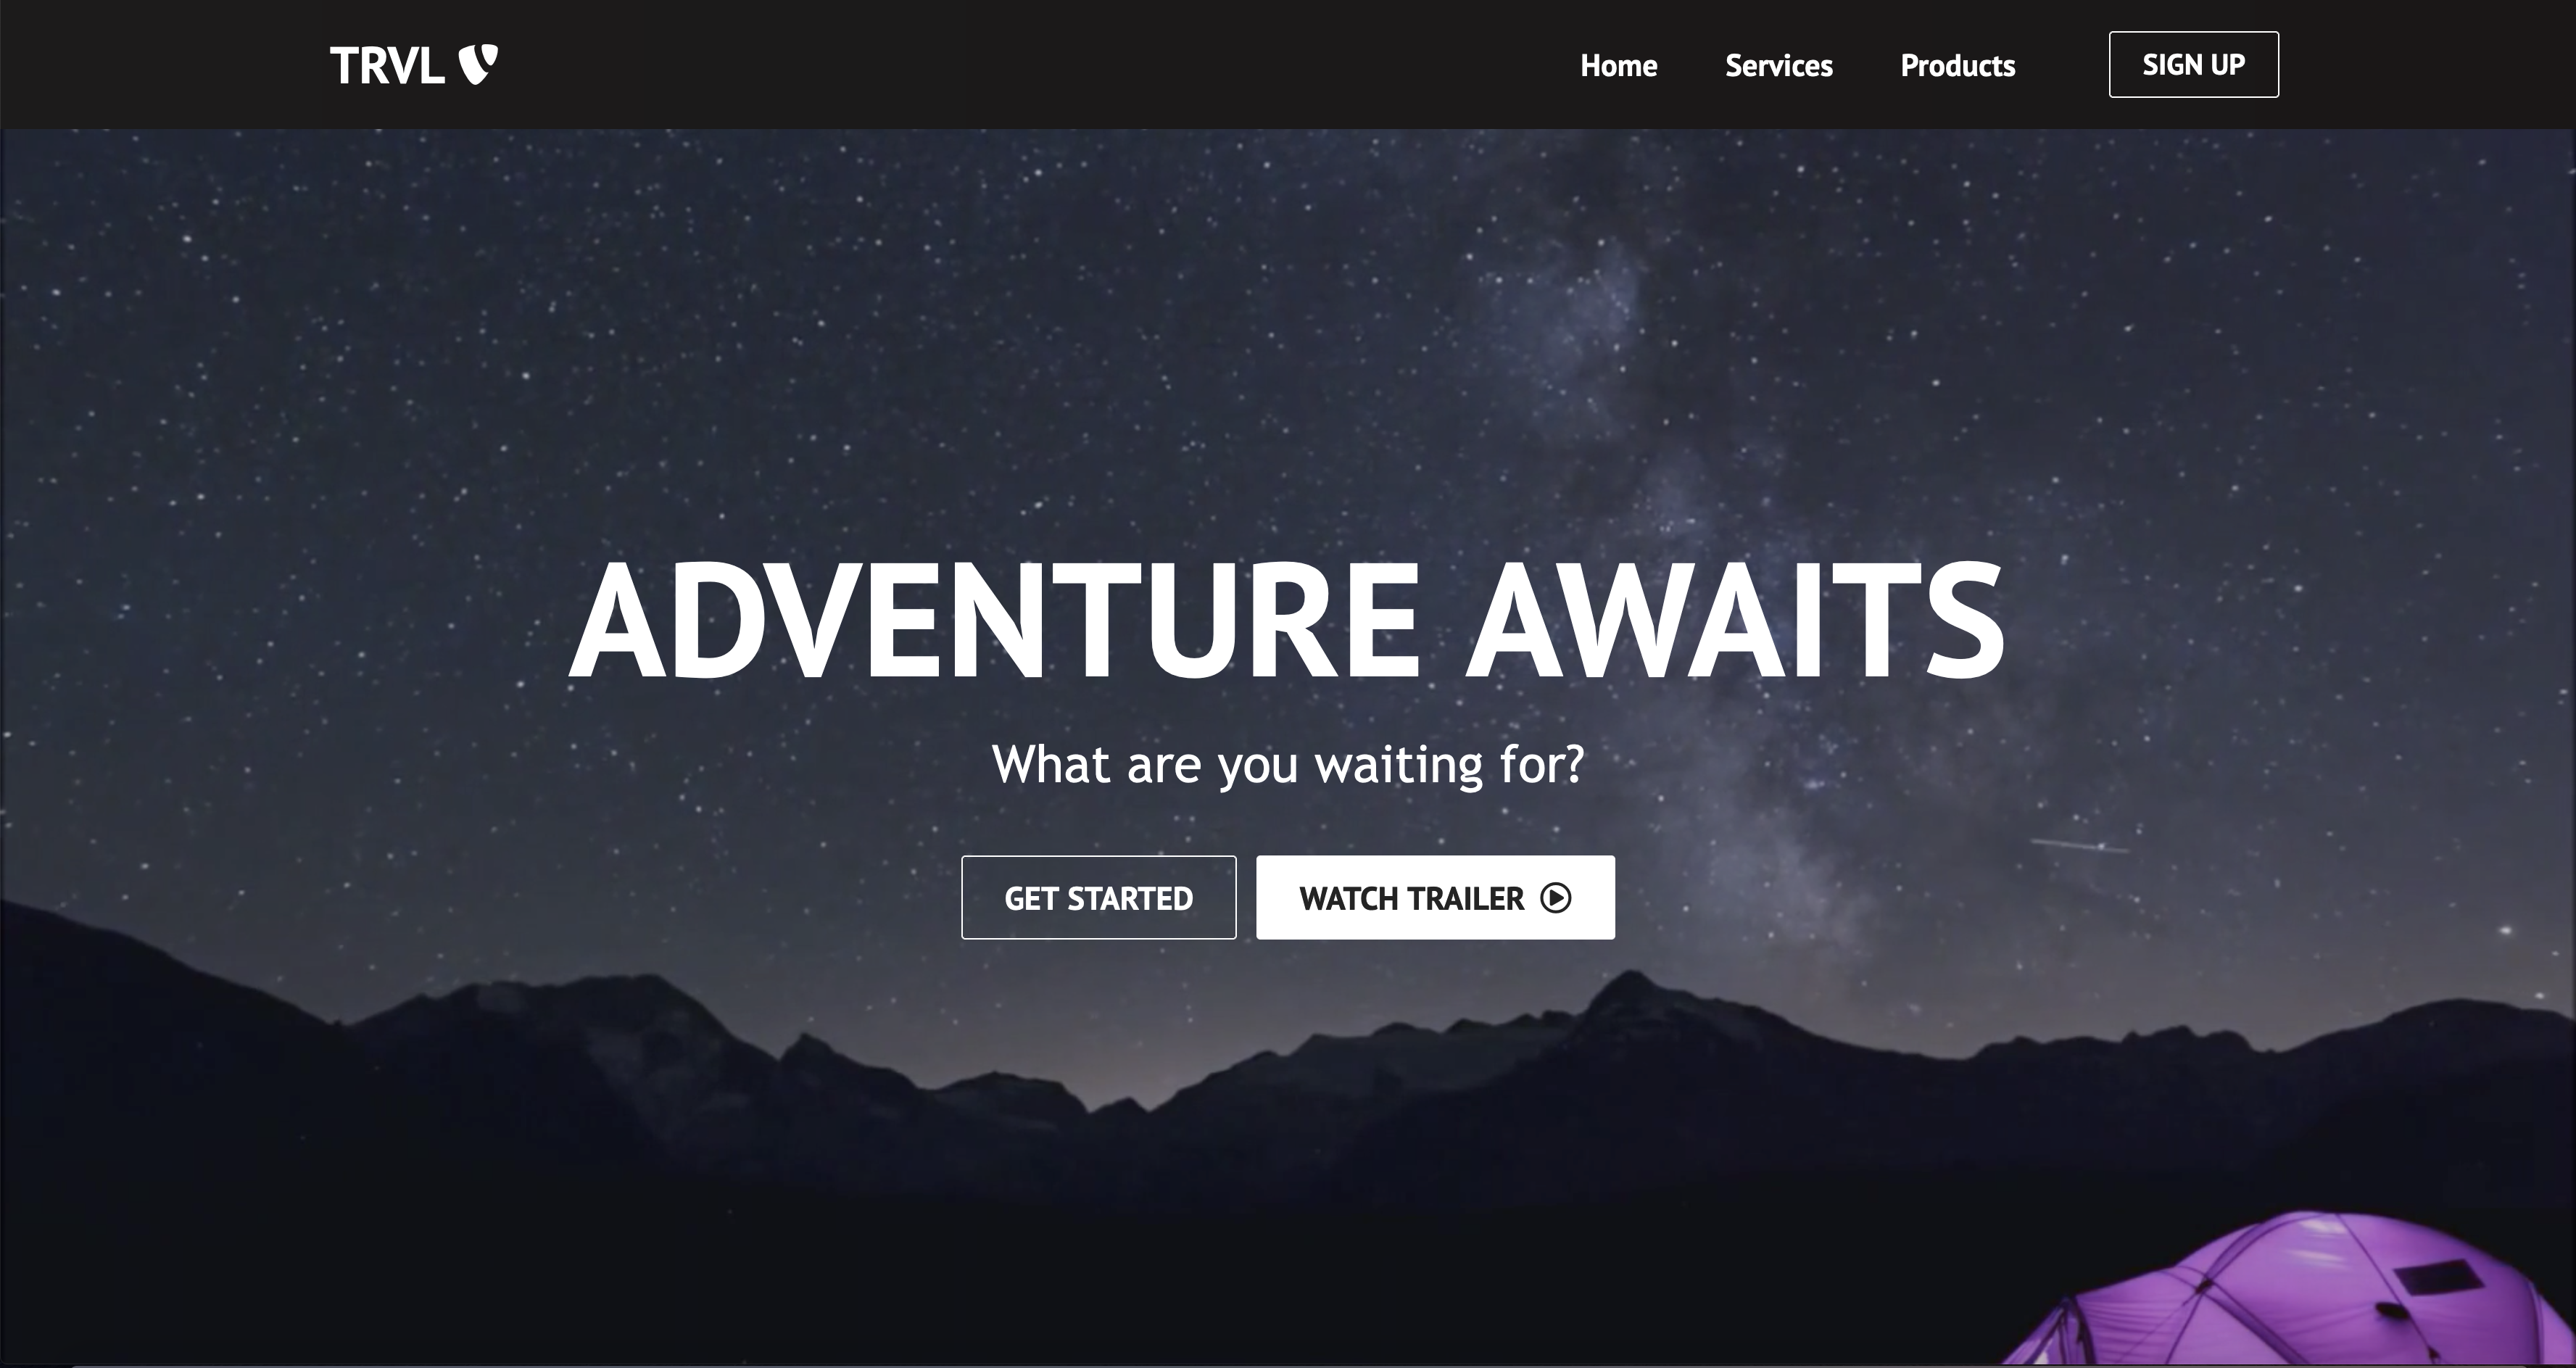 TRVL
Home Services Products SIGN UP
ADVENTURE AWAITS
What are you waiting for?
GET STARTED WATCH TRAILER